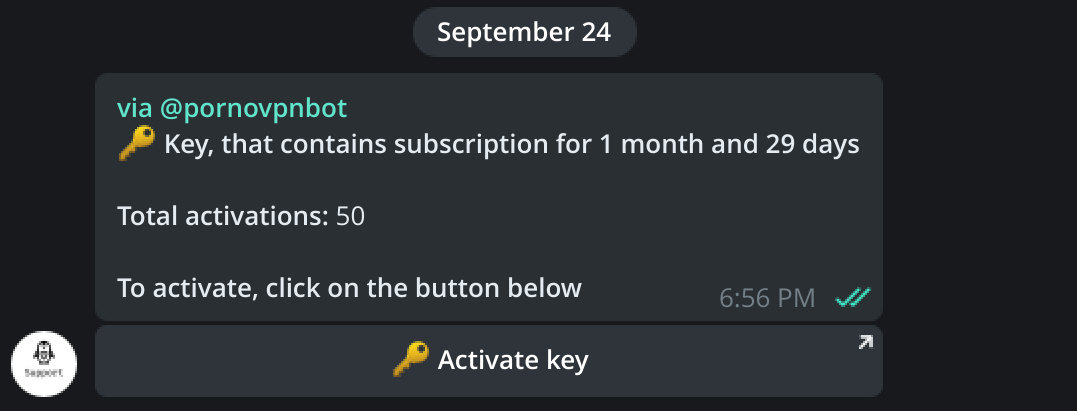 September 24
via @pornovpnbot
🔑 Key, that contains subscription for 1 month and 29 days
Total activations: 50
To activate, click on the button below
6:56 PM
Support
🔑 Activate key